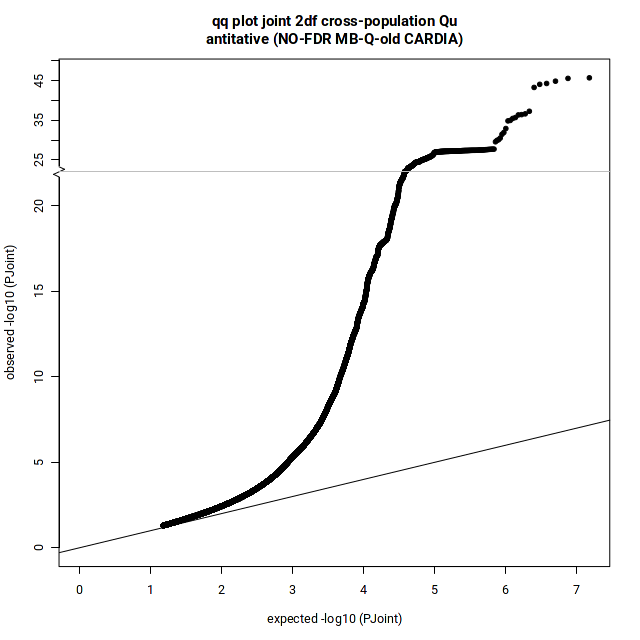 qq plot joint 2df cross-population Qu
antitative (NO-FDR MB-Q-old CARDIA)
45
35
25
20
15
10
5
0
observed -log10 (PJoint)
0 1 2 3 4 5 6 7
expected -log10 (PJoint)